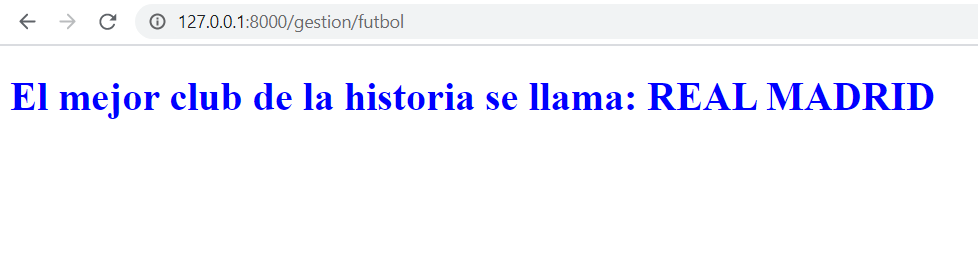 127.0.0.1:8000/gestion/futbol
El mejor club de la historia se llama: REAL MADRID